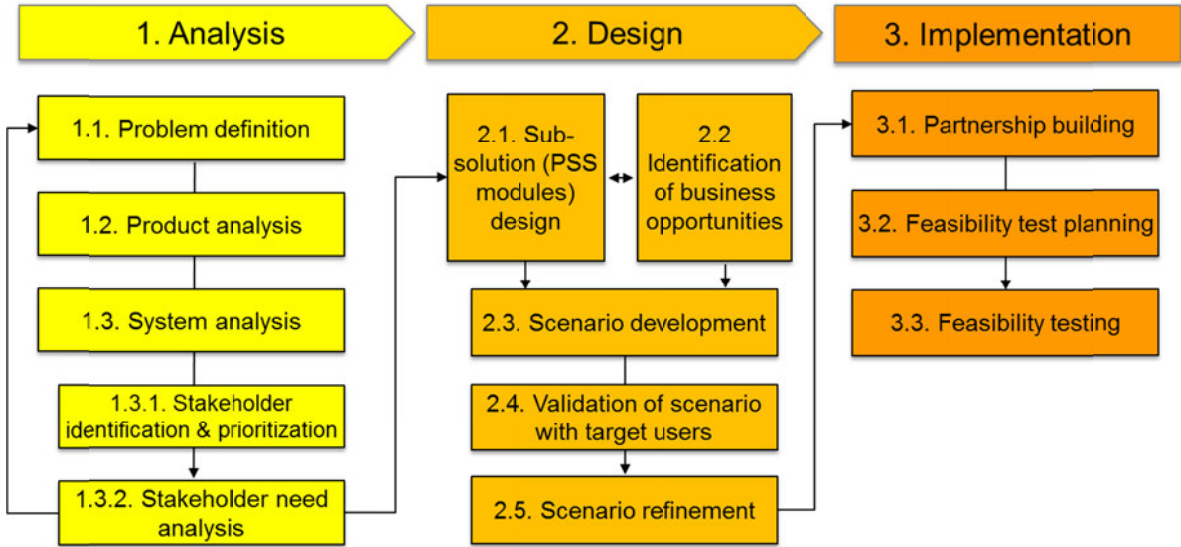 1. Analysis
2. Design
3. Implementation
1.1. Problem definition
1.2. Product analysis
1.3. System analysis
1.3.1. Stakeholder
identification & prioritization
1.3.2. Stakeholder need
analysis
2.1. Sub-
solution (PSS
modules)
design
2.2
Identification
of business
opportunities
2.3. Scenario development
2.4. Validation of scenario
with target users
2.5. Scenario refinement
3.1. Partnership building
3.2. Feasibility test planning
3.3. Feasibility testing